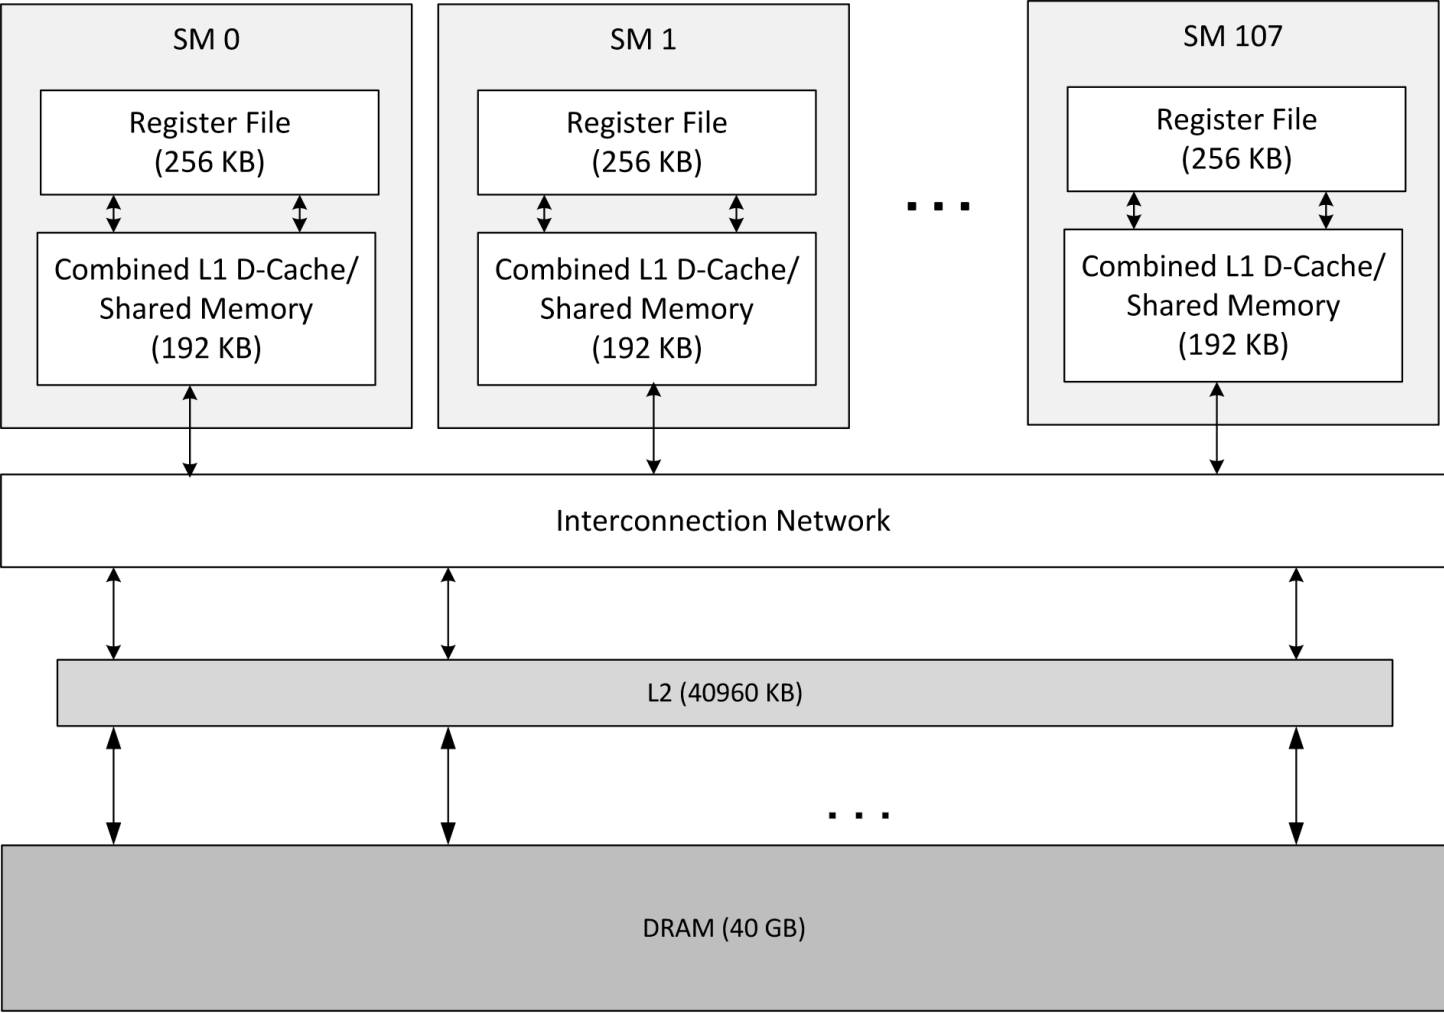 SM 0
Register File
(256 KB)
Combined L1 D-Cache/
Shared Memory
(192 KB)
SM 1
Register File
(256 KB)
Combined L1 D-Cache/
Shared Memory
(192 KB)
. . .
SM 107
Register File
(256 KB)
Combined L1 D-Cache/
Shared Memory
(192 KB)
Interconnection Network
L2 (40960 KB)
. . .
DRAM (40 GB)